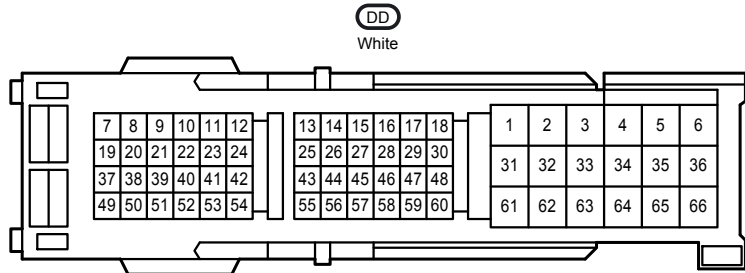 DD
White
7 8 9 10 11 12 13 14 15 16 17 18 1 2 3 4 5 6
19 20 21 22 23 24 25 26 27 28 29 30 31 32 33 34 35 36
37 38 39 40 41 42 43 44 45 46 47 48
49 50 51 52 53 54 55 56 57 58 59 60 61 62 63 64 65 66